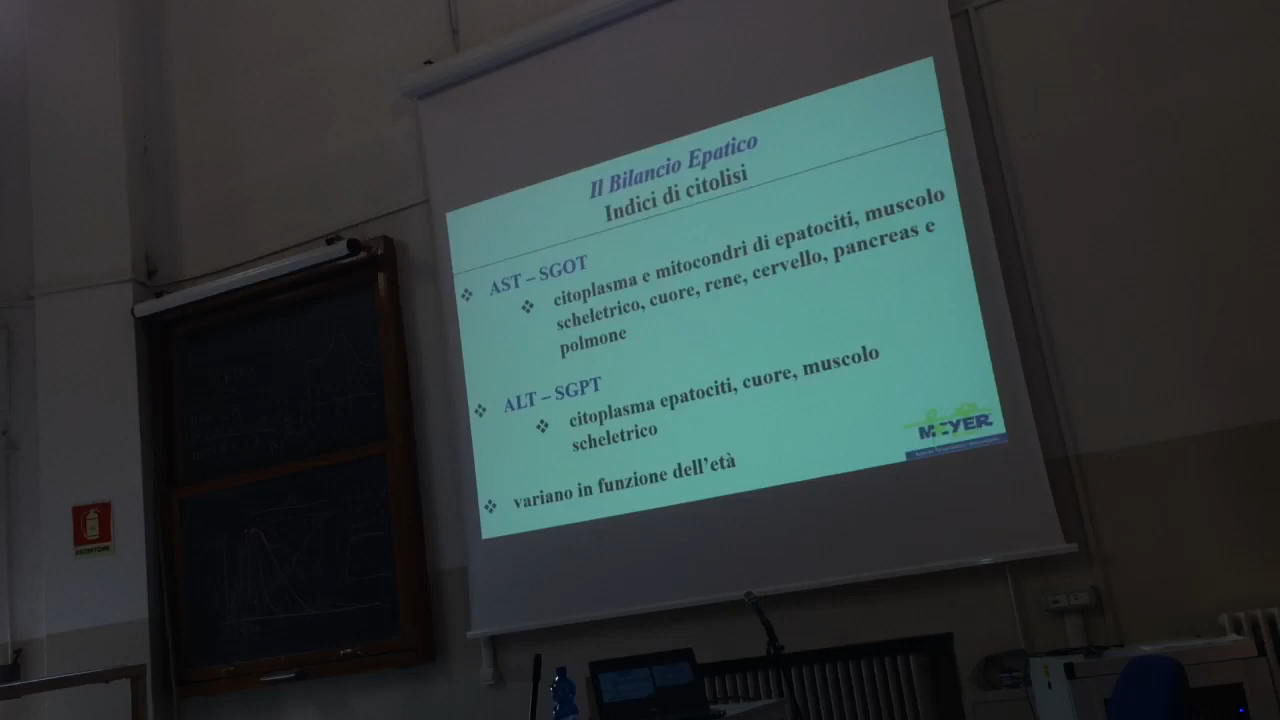 Il Bilancio Epatico
Indici di citolisi
AST – SGOT
citoplasma e mitocondri di epatociti, muscolo
scheletrico, cuore, rene, cervello, pancreas e
polmone
ALT – SGPT
citoplasma epatociti, cuore, muscolo
scheletrico
variano in funzione dell'età
MEYER
ESTINTORE